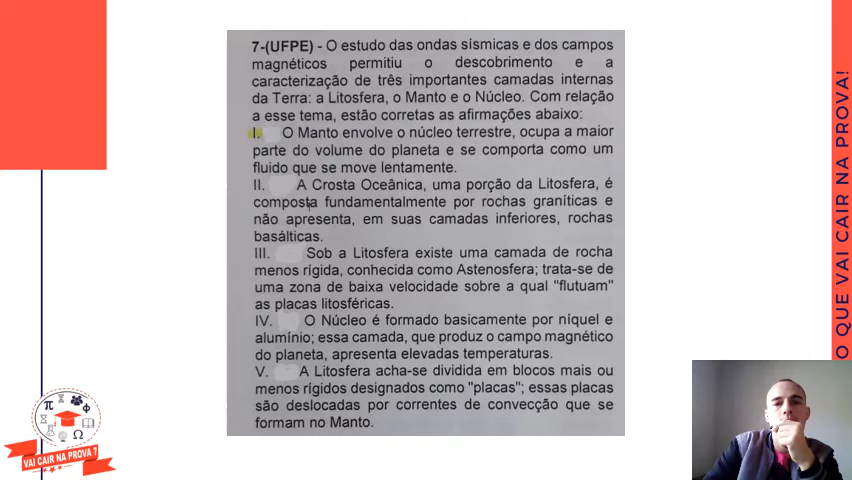 7-(UFPE) - O estudo das ondas sísmicas e dos campos
magnéticos permitiu o descobrimento e a
caracterização de três importantes camadas internas
da Terra: a Litosfera, o Manto e o Núcleo. Com relação
a esse tema, estão corretas as afirmações abaixo:
I. O Manto envolve o núcleo terrestre, ocupa a maior
parte do volume do planeta e se comporta como um
fluido que se move lentamente.
II. A Crosta Oceânica, uma porção da Litosfera, é
composta fundamentalmente por rochas graníticas e
não apresenta, em suas camadas inferiores, rochas
basálticas.
III. Sob a Litosfera existe uma camada de rocha
menos rígida, conhecida como Astenosfera; trata-se de
uma zona de baixa velocidade sobre a qual "flutuam"
as placas litosféricas.
IV. O Núcleo é formado basicamente por níquel e
alumínio; essa camada, que produz o campo magnético
do planeta, apresenta elevadas temperaturas.
V. A Litosfera acha-se dividida em blocos mais ou
menos rígidos designados como "placas"; essas placas
são deslocadas por correntes de convecção que se
formam no Manto.
O QUE VAI CAIR NA PROVA!
π Φ
Ω
VAI CAIR NA PROVA ?